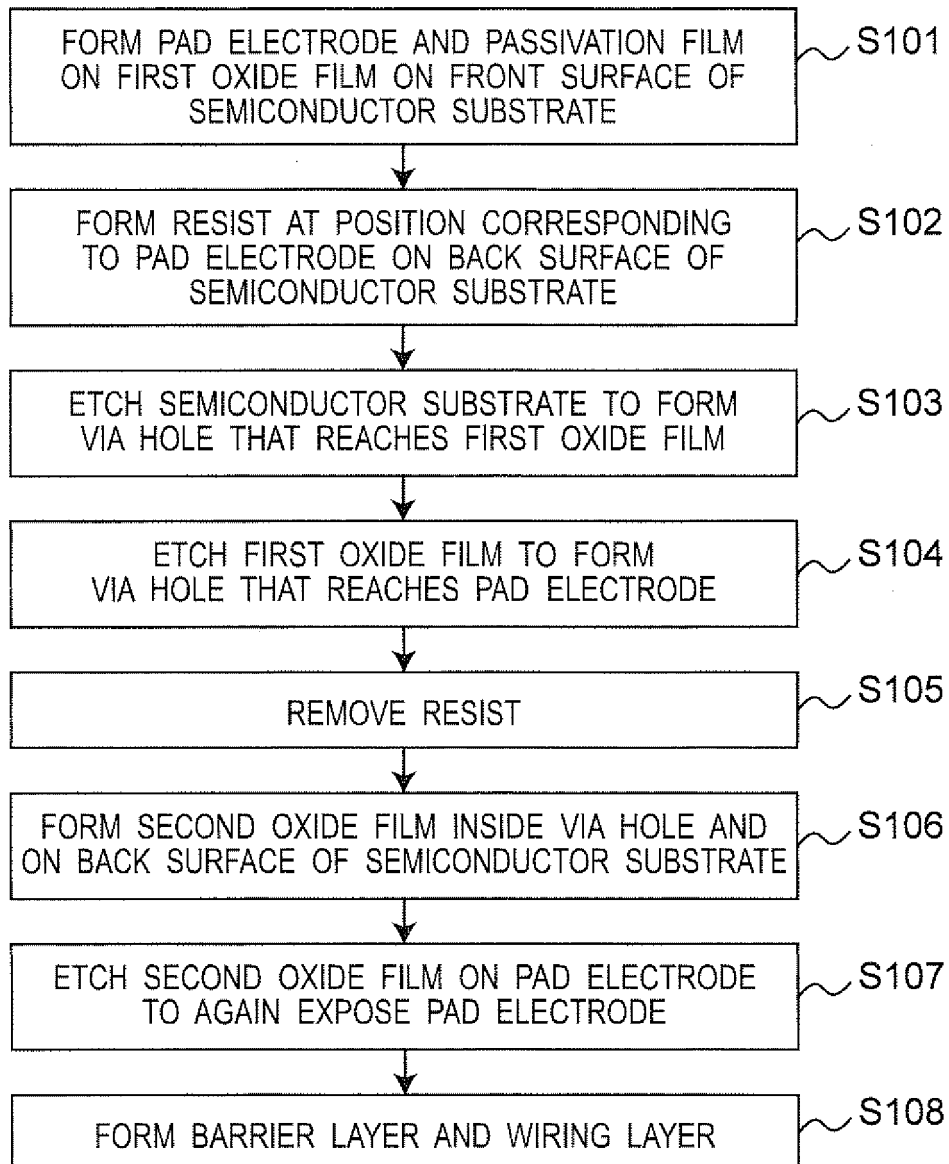 FORM PAD ELECTRODE AND PASSIVATION FILM
ON FIRST OXIDE FILM ON FRONT SURFACE OF
SEMICONDUCTOR SUBSTRATE
S101
FORM RESIST AT POSITION CORRESPONDING
TO PAD ELECTRODE ON BACK SURFACE OF
SEMICONDUCTOR SUBSTRATE
S102
ETCH SEMICONDUCTOR SUBSTRATE TO FORM
VIA HOLE THAT REACHES FIRST OXIDE FILM
S103
ETCH FIRST OXIDE FILM TO FORM
VIA HOLE THAT REACHES PAD ELECTRODE
S104
REMOVE RESIST
S105
FORM SECOND OXIDE FILM INSIDE VIA HOLE AND
ON BACK SURFACE OF SEMICONDUCTOR SUBSTRATE
S106
ETCH SECOND OXIDE FILM ON PAD ELECTRODE
TO AGAIN EXPOSE PAD ELECTRODE
S107
FORM BARRIER LAYER AND WIRING LAYER
S108